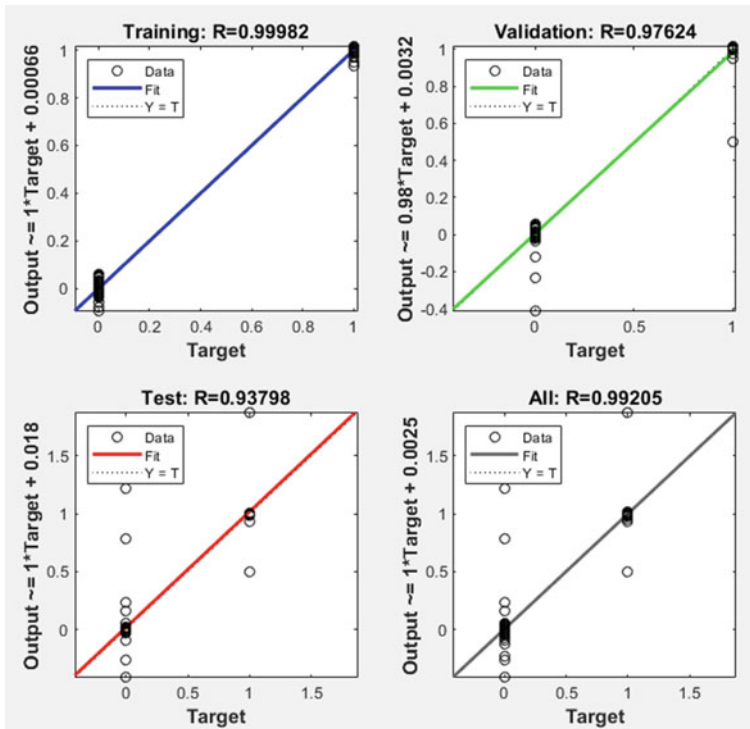 Training: R=0.99982
Output ~= 1*Target + 0.00066
Data
Fit
Y = T
1
0.8
0.6
0.4
0.2
0
0 0.2 0.4 0.6 0.8 1
Target
Validation: R=0.97624
Output ~= 0.98*Target + 0.0032
Data
Fit
Y = T
1
0.8
0.6
0.4
0.2
0
-0.2
-0.4
0 0.5 1
Target
Test: R=0.93798
Output ~= 1*Target + 0.018
Data
Fit
Y = T
1.5
1
0.5
0
0 0.5 1 1.5
Target
All: R=0.99205
Output ~= 1*Target + 0.0025
Data
Fit
Y = T
1.5
1
0.5
0
0 0.5 1 1.5
Target